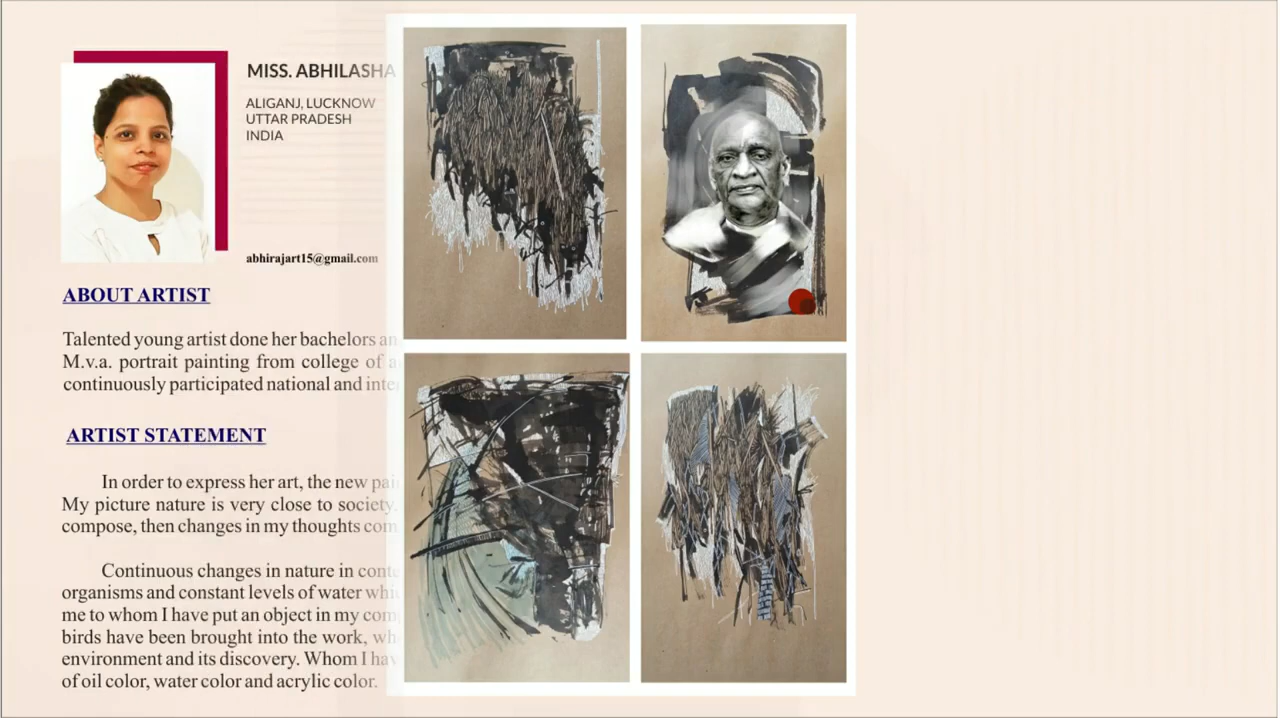 MISS. ABHILASHA
ALIGANJ, LUCKNOW
UTTAR PRADESH
INDIA
abhirajart15@gmail.com
ABOUT ARTIST
Talented young artist done her bachelors an
M.v.a. portrait painting from college of a
continuously participated national and inte
ARTIST STATEMENT
In order to express her art, the new pai
My picture nature is very close to society.
compose, then changes in my thoughts com
Continuous changes in nature in cont
organisms and constant levels of water whi
me to whom I have put an object in my com
birds have been brought into the work, wh
environment and its discovery. Whom I hav
of oil color, water color and acrylic color.